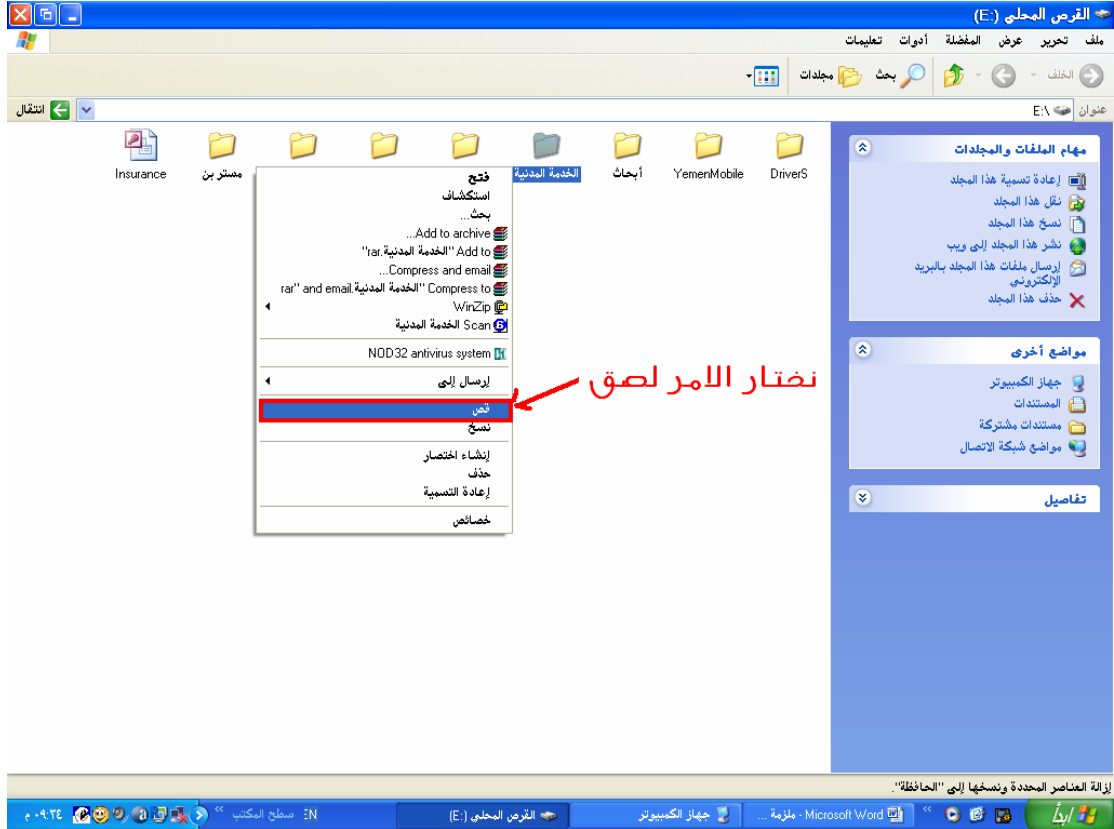 القرص المحلي (E:)
ملف تحرير عرض المفضلة أدوات تعليمات
الخلف بحث مجلدات
عنوان E:\ انتقال
مهام الملفات والمجلدات
إعادة تسمية هذا المجلد
نقل هذا المجلد
نسخ هذا المجلد
نشر هذا المجلد إلى ويب
إرسال ملفات هذا المجلد بالبريد
الإلكتروني
حذف هذا المجلد
مواضع أخرى
جهاز الكمبيوتر
المستندات
مستندات مشتركة
مواضع شبكة الاتصال
تفاصيل
DriverS YemenMobile أبحاث الخدمة المدنية مستر بن Insurance
فتح
استكشاف
بحث...
Add to archive...
Add to "الخدمة المدنية.rar"
Compress and email...
Compress to "الخدمة المدنية.rar" and email
WinZip
Scan الخدمة المدنية
NOD32 antivirus system
إرسال إلى
قص
نسخ
إنشاء اختصار
حذف
إعادة التسمية
خصائص
نختار الامر لصق
إزالة العناصر المحددة ونسخها إلى "الحافظة".
ابدأ » Microsoft Word - ملزمة ... جهاز الكمبيوتر القرص المحلي (E:) سطح المكتب » ٠٩:٣٤ م